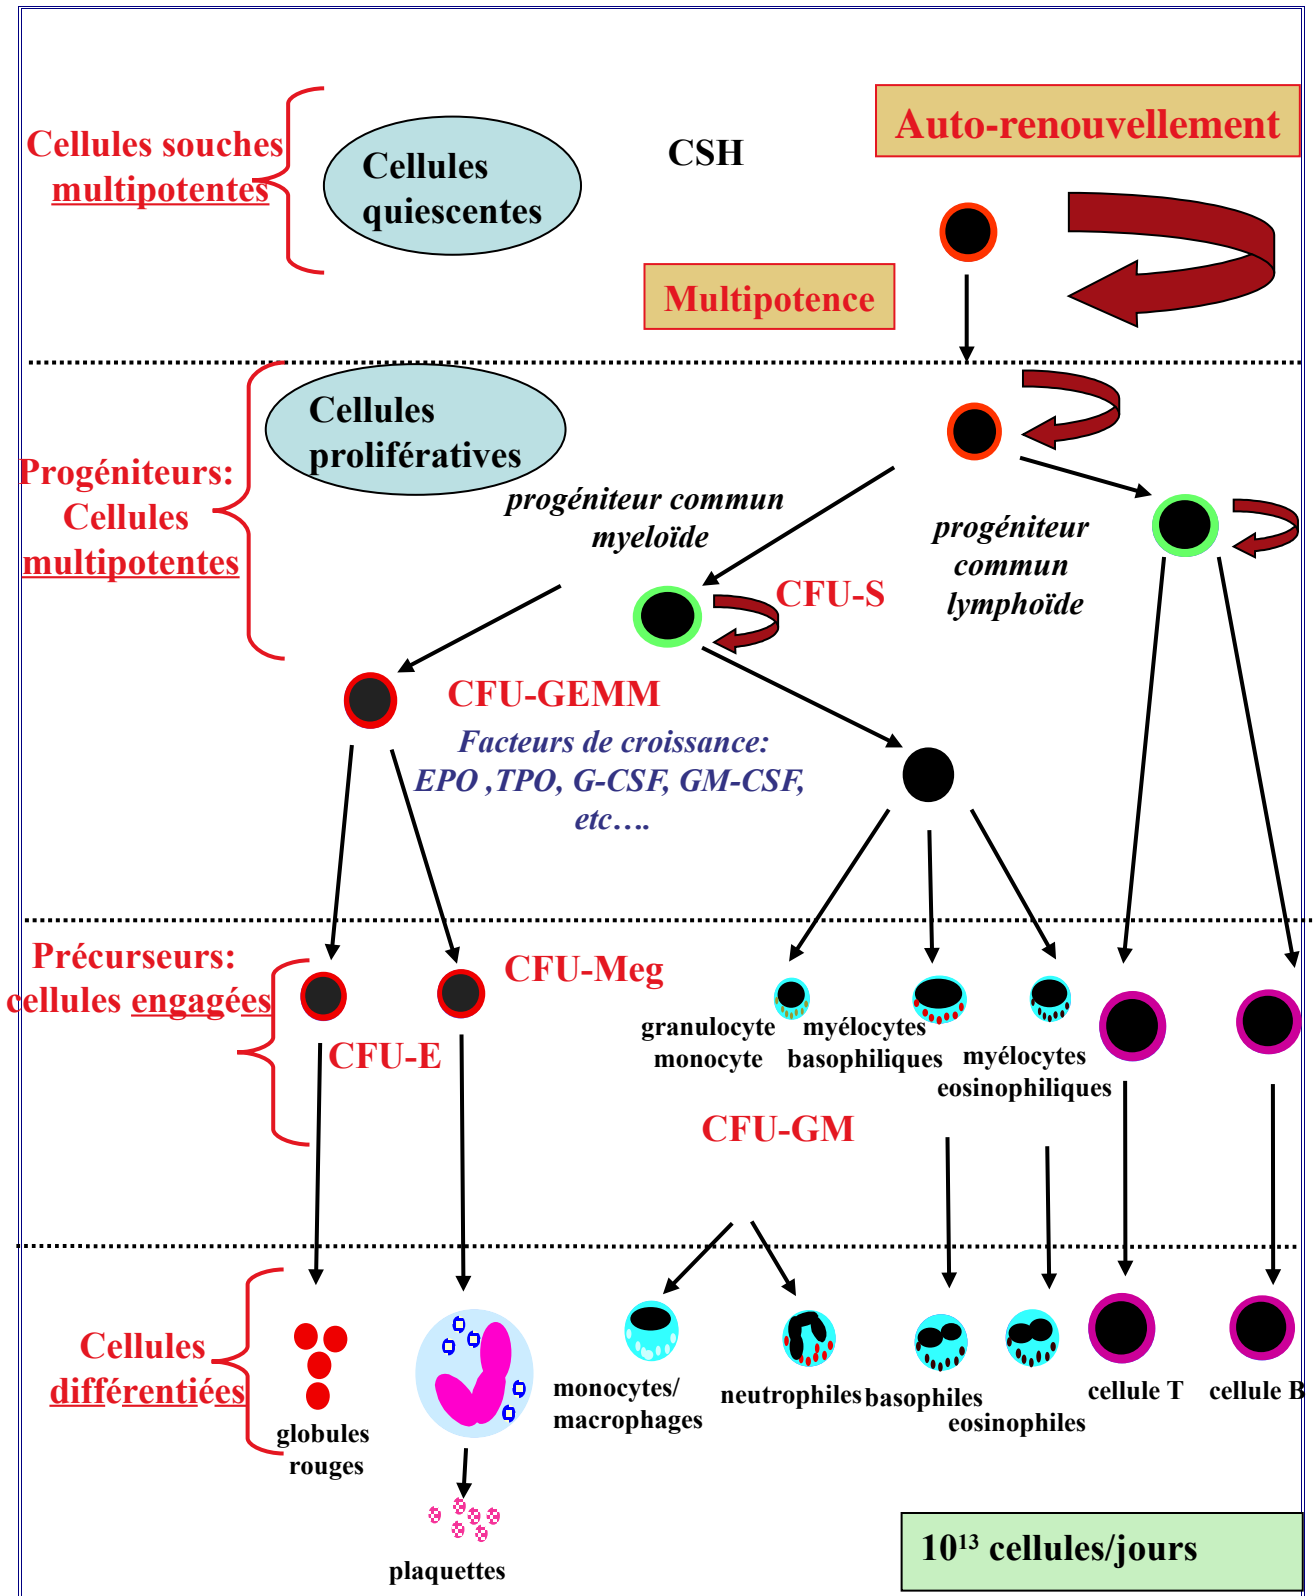 Auto-renouvellement
Cellules souches
multipotentes
Cellules
quiescentes
CSH
Multipotence
Cellules
prolifératives
Progéniteurs:
Cellules
multipotentes
progéniteur commun
myeloïde
progéniteur
commun
lymphoïde
CFU-S
CFU-GEMM
Facteurs de croissance:
EPO ,TPO, G-CSF, GM-CSF,
etc….
Précurseurs:
cellules engagées
CFU-Meg
CFU-E
granulocyte
monocyte
myélocytes
basophiliques
myélocytes
eosinophiliques
CFU-GM
Cellules
différentiées
globules
rouges
monocytes/
macrophages
neutrophiles
basophiles
eosinophiles
cellule T
cellule B
plaquettes
10¹³ cellules/jours